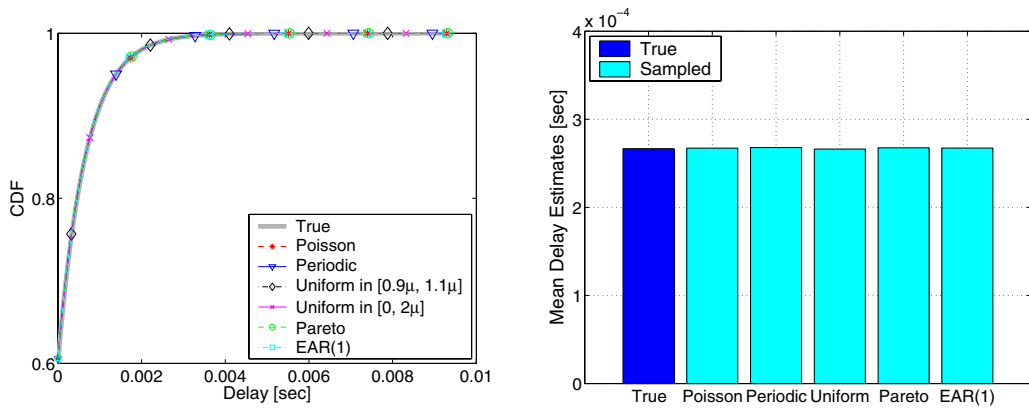 1
0.8
0.6
CDF
0
0.002
0.004
0.006
0.008
0.01
Delay [sec]
True
Poisson
Periodic
Uniform in [0.9μ, 1.1μ]
Uniform in [0, 2μ]
Pareto
EAR(1)
x 10⁻⁴
4
3
2
1
0
Mean Delay Estimates [sec]
True
Sampled
True
Poisson
Periodic
Uniform
Pareto
EAR(1)